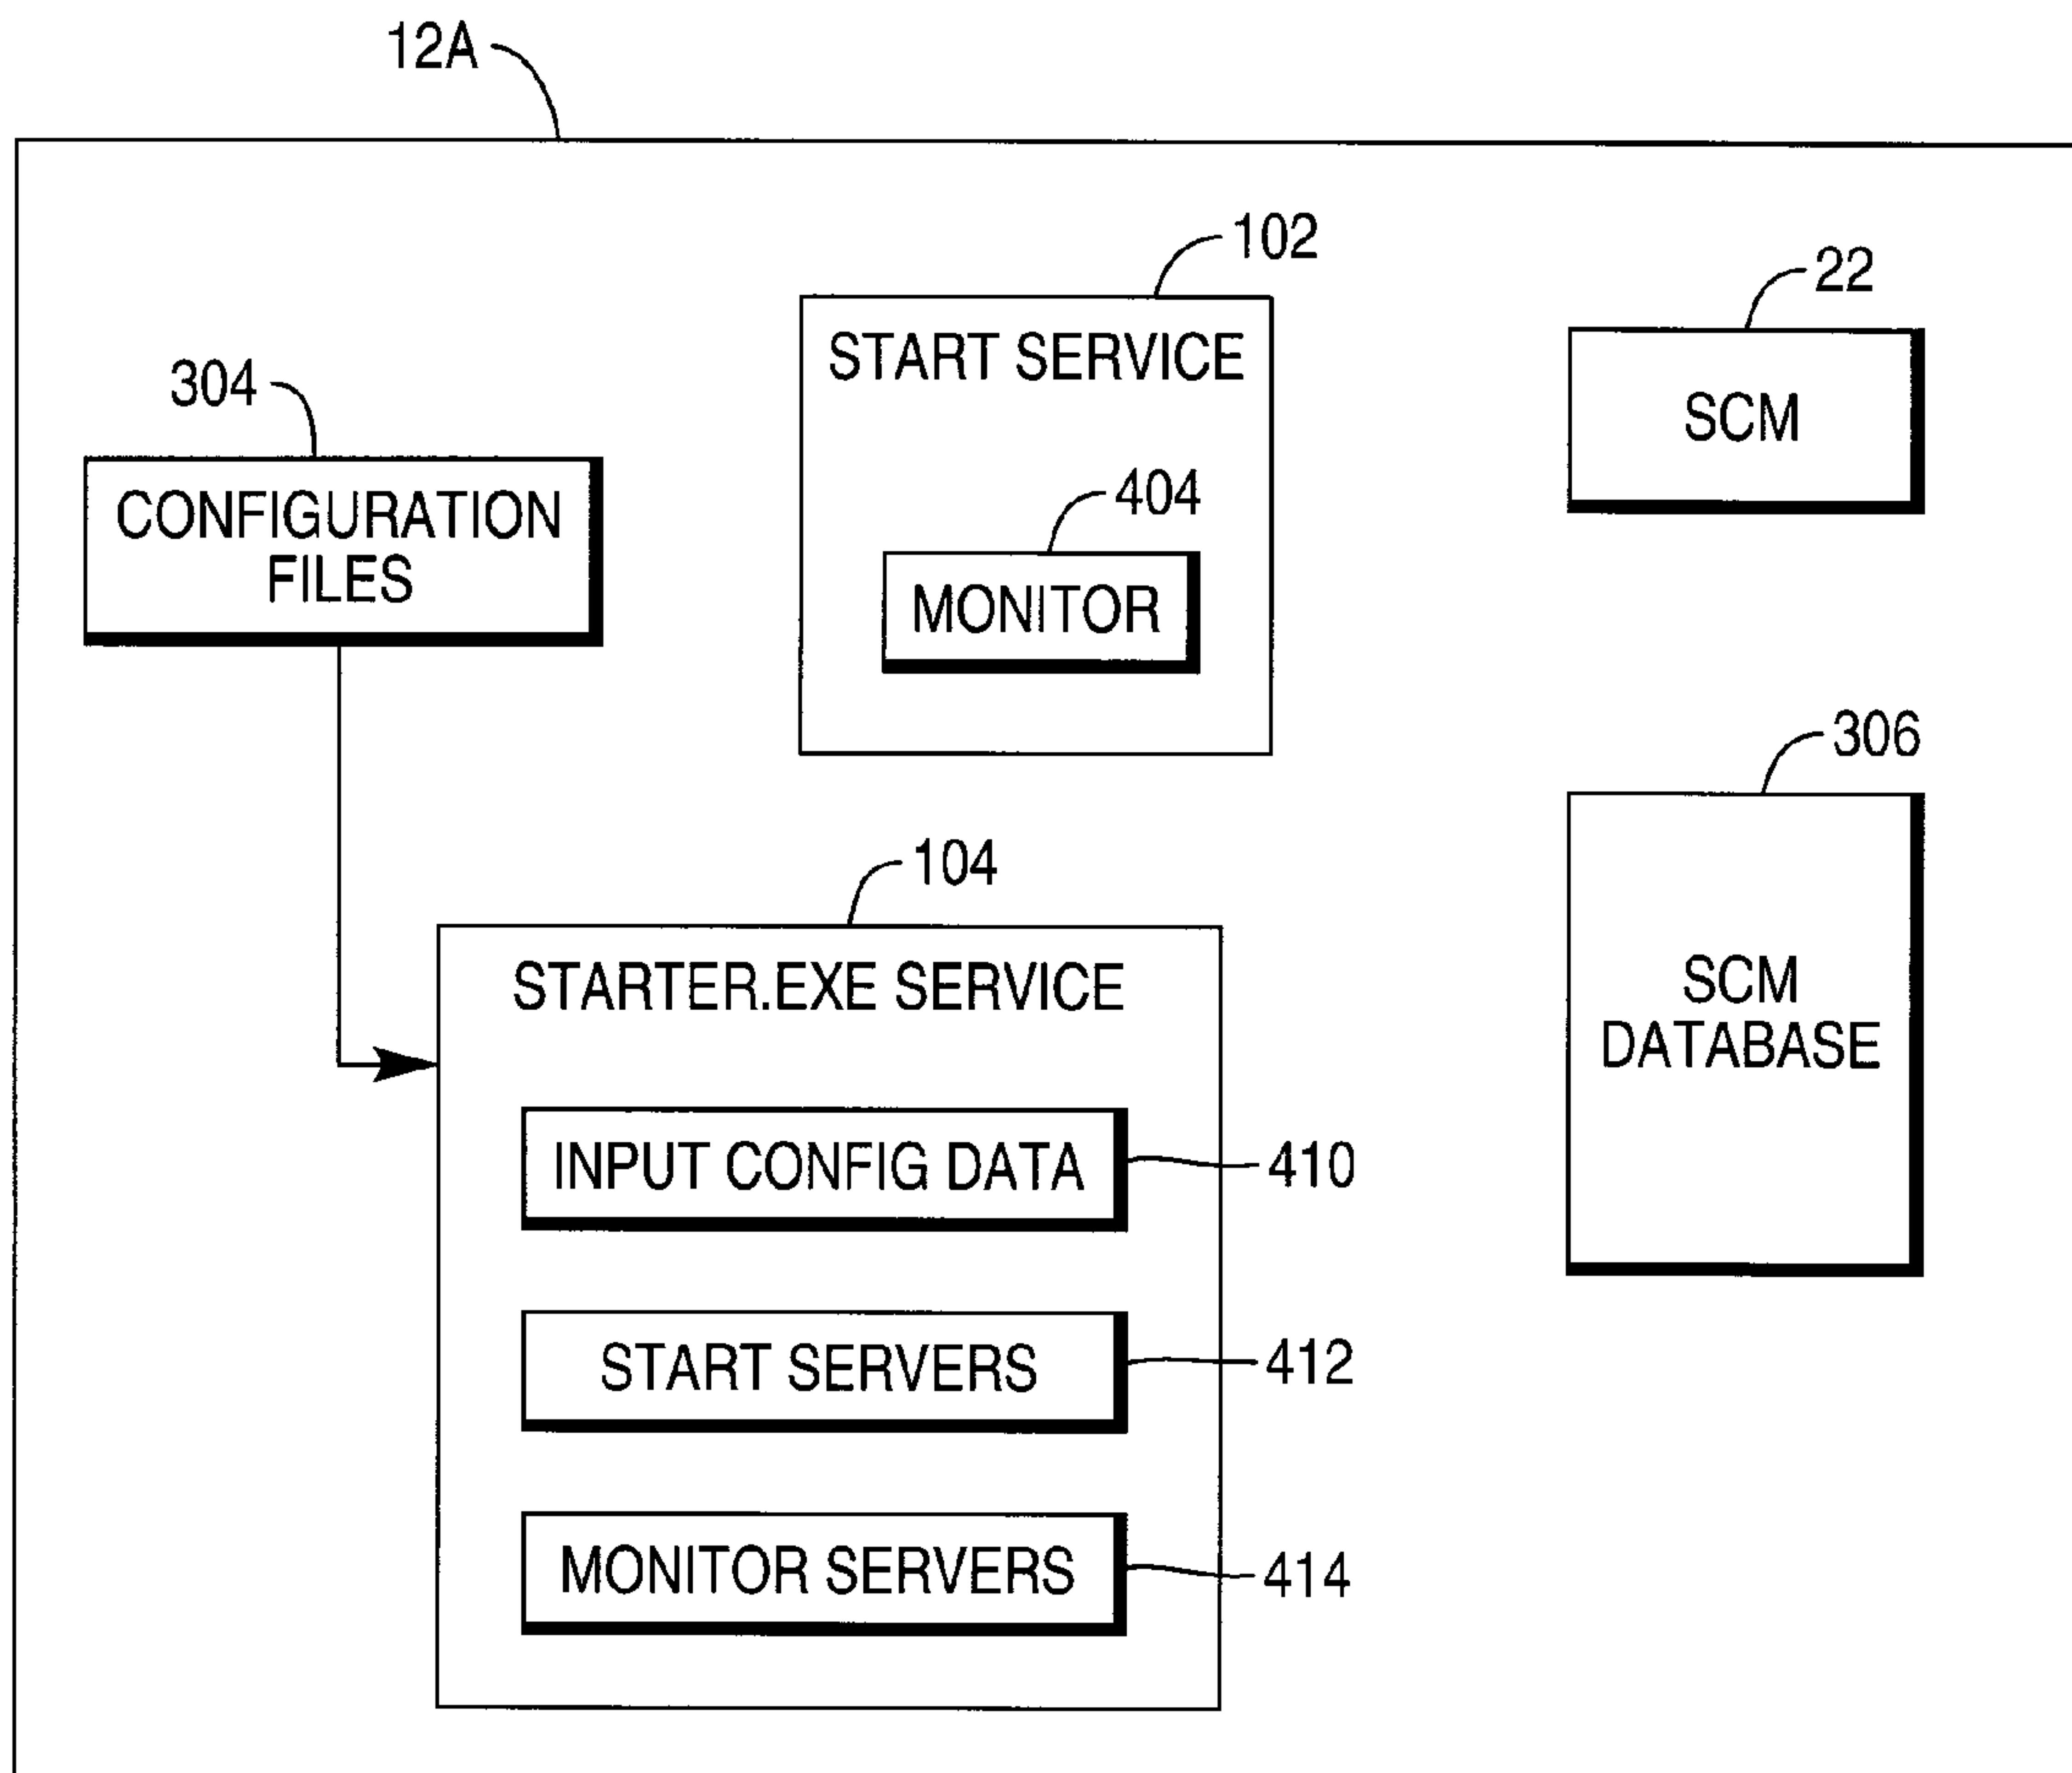 12A
102
START SERVICE
22
SCM
304
CONFIGURATION
FILES
404
MONITOR
306
SCM
DATABASE
104
STARTER.EXE SERVICE
INPUT CONFIG DATA
410
START SERVERS
412
MONITOR SERVERS
414